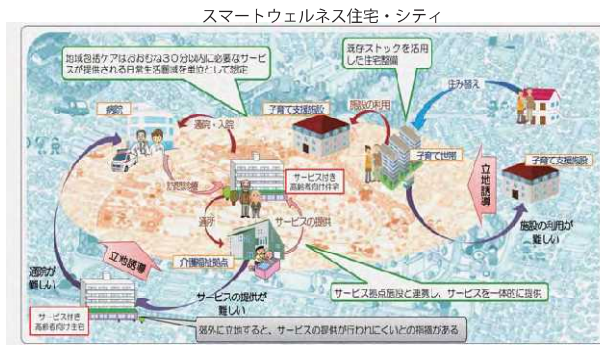 スマートウェルネス住宅・シティ
地域包括ケアはおおむね30分以内に必要なサービ
スが提供される日常生活圏域を単位として想定
既存ストックを活用
した住宅整備
住み替え
病院
通院・入院
子育て支援施設
施設の利用
子育て世帯
子育て支援施設
立地誘導
訪問診療
サービス付き
高齢者向け住宅
通所
サービスの提供
施設の利用が
難しい
介護福祉拠点
立地誘導
通院が
難しい
サービス拠点施設と連携し、サービスを一体的に提供
サービスの提供が
難しい
サービス付き
高齢者向け住宅
郊外に立地すると、サービスの提供が行われにくいとの指摘がある